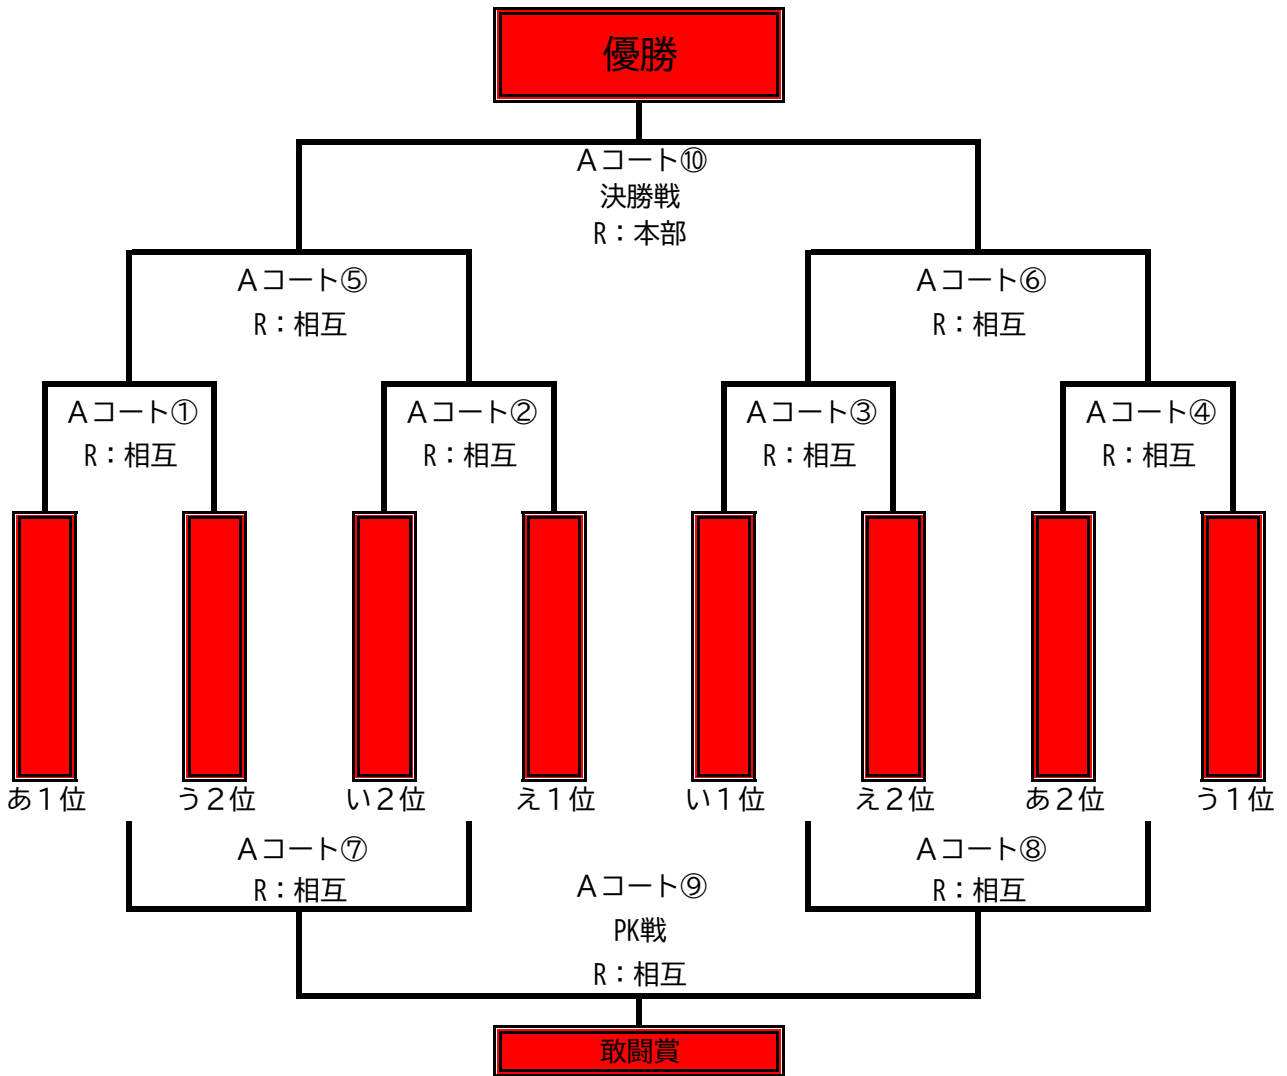 優勝
Ａコート⑩
決勝戦
R：本部
Ａコート⑤
R：相互
Ａコート⑥
R：相互
Ａコート①
R：相互
Ａコート②
R：相互
Ａコート③
R：相互
Ａコート④
R：相互
あ１位
う２位
い２位
え１位
い１位
え２位
あ２位
う１位
Ａコート⑦
R：相互
Ａコート⑨
PK戦
R：相互
Ａコート⑧
R：相互
敢闘賞